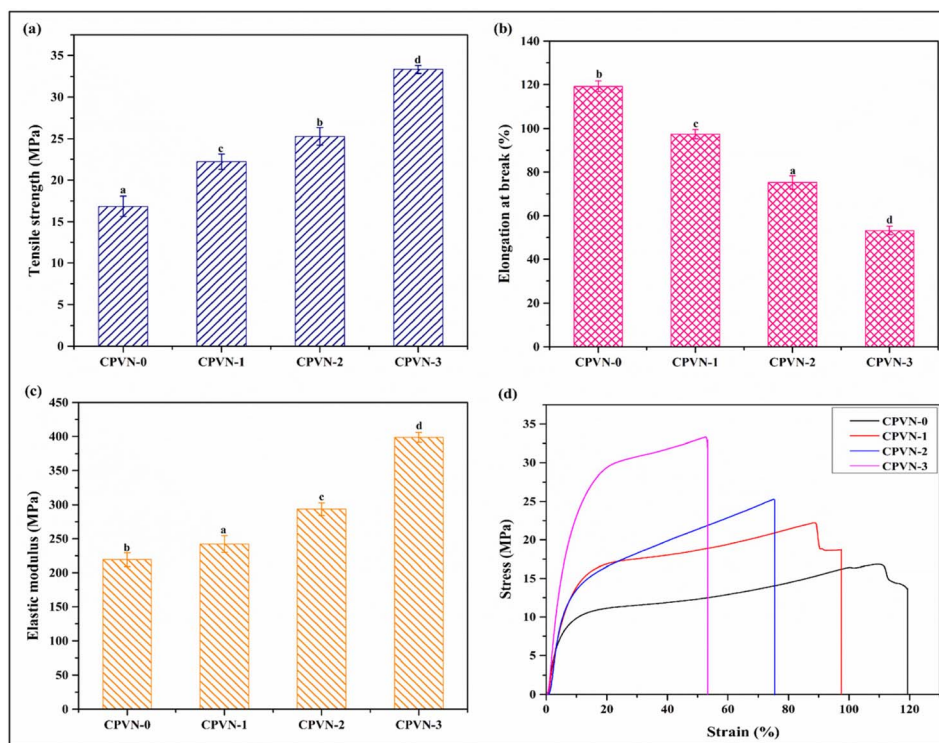 (a)
Tensile strength (MPa)
35
30
25
20
15
10
5
0
a
c
b
d
CPVN-0 CPVN-1 CPVN-2 CPVN-3
(b)
Elongation at break (%)
140
120
100
80
60
40
20
0
b
c
a
d
CPVN-0 CPVN-1 CPVN-2 CPVN-3
(c)
Elastic modulus (MPa)
450
400
350
300
250
200
150
100
50
0
b
a
c
d
CPVN-0 CPVN-1 CPVN-2 CPVN-3
(d)
CPVN-0
CPVN-1
CPVN-2
CPVN-3
Stress (MPa)
35
30
25
20
15
10
5
0
0 20 40 60 80 100 120
Strain (%)